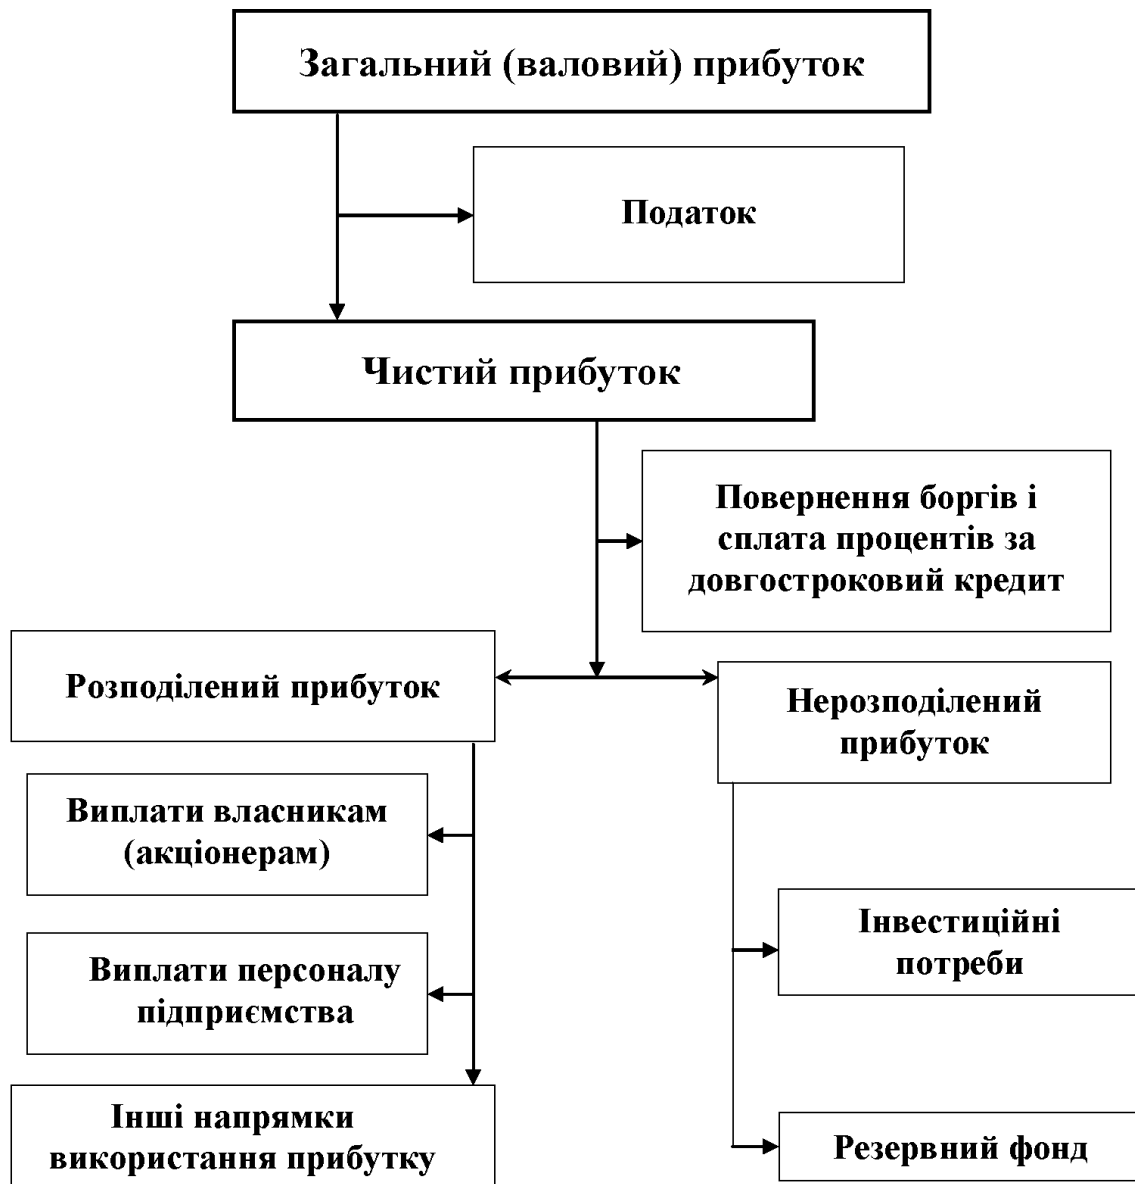 Загальний (валовий) прибуток
Податок
Чистий прибуток
Повернення боргів і
сплата процентів за
довгостроковий кредит
Розподілений прибуток
Нерозподілений
прибуток
Виплати власникам
(акціонерам)
Інвестиційні
потреби
Виплати персоналу
підприємства
Інші напрямки
використання прибутку
Резервний фонд